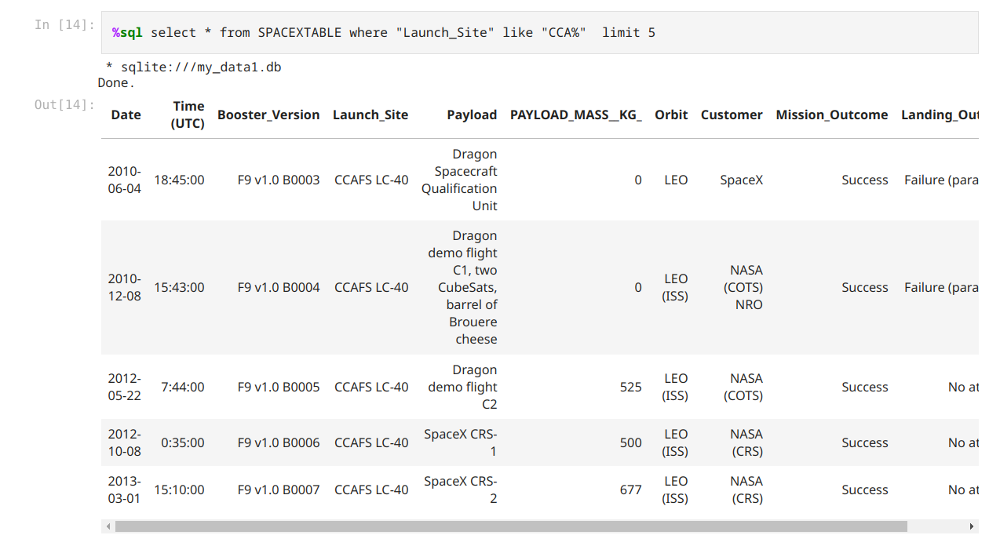 In [14]: %sql select * from SPACEXTABLE where "Launch_Site" like "CCA%"  limit 5
* sqlite:///my_data1.db
Done.
Out[14]:
Date Time (UTC) Booster_Version Launch_Site Payload PAYLOAD_MASS__KG_ Orbit Customer Mission_Outcome Landing_Out
2010-06-04 18:45:00 F9 v1.0 B0003 CCAFS LC-40 Dragon Spacecraft Qualification Unit 0 LEO SpaceX Success Failure (para
2010-12-08 15:43:00 F9 v1.0 B0004 CCAFS LC-40 Dragon demo flight C1, two CubeSats, barrel of Brouere cheese 0 LEO (ISS) NASA (COTS) NRO Success Failure (para
2012-05-22 7:44:00 F9 v1.0 B0005 CCAFS LC-40 Dragon demo flight C2 525 LEO (ISS) NASA (COTS) Success No at
2012-10-08 0:35:00 F9 v1.0 B0006 CCAFS LC-40 SpaceX CRS-1 500 LEO (ISS) NASA (CRS) Success No at
2013-03-01 15:10:00 F9 v1.0 B0007 CCAFS LC-40 SpaceX CRS-2 677 LEO (ISS) NASA (CRS) Success No at